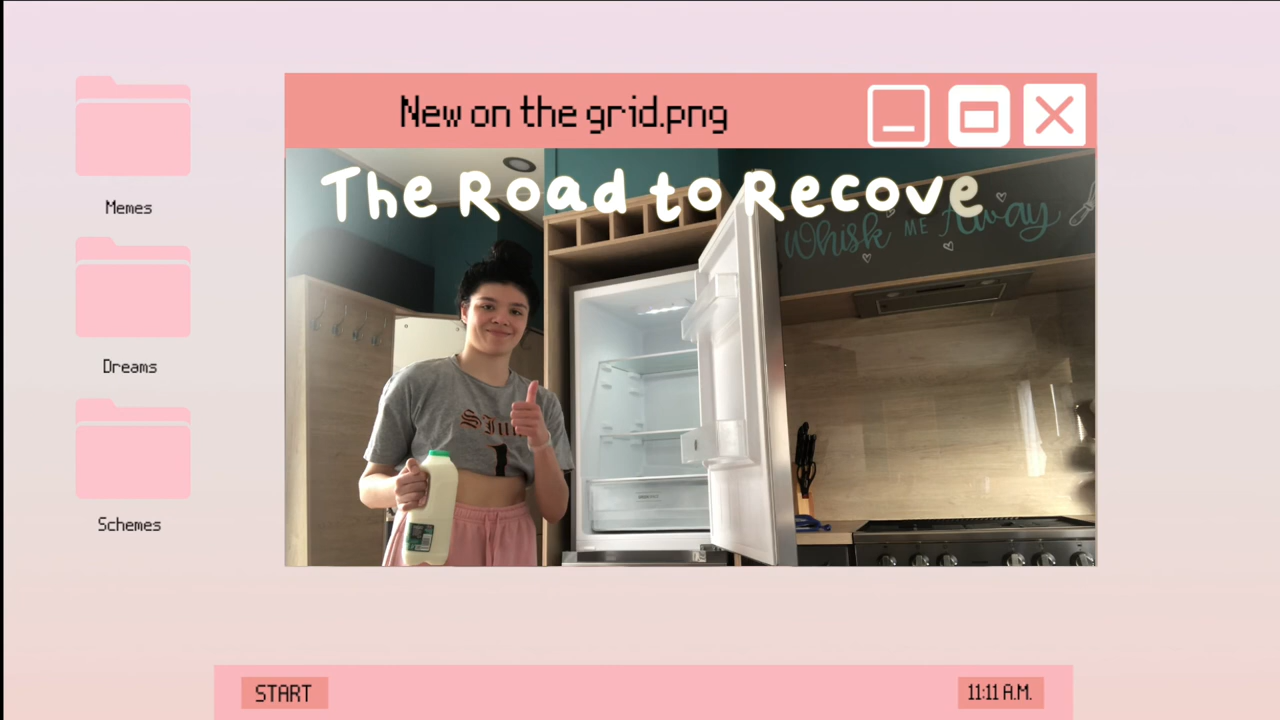 New on the grid.png
The Road to Recove
Whisk ME Away
Memes
Dreams
Schemes
START
11:11 A.M.